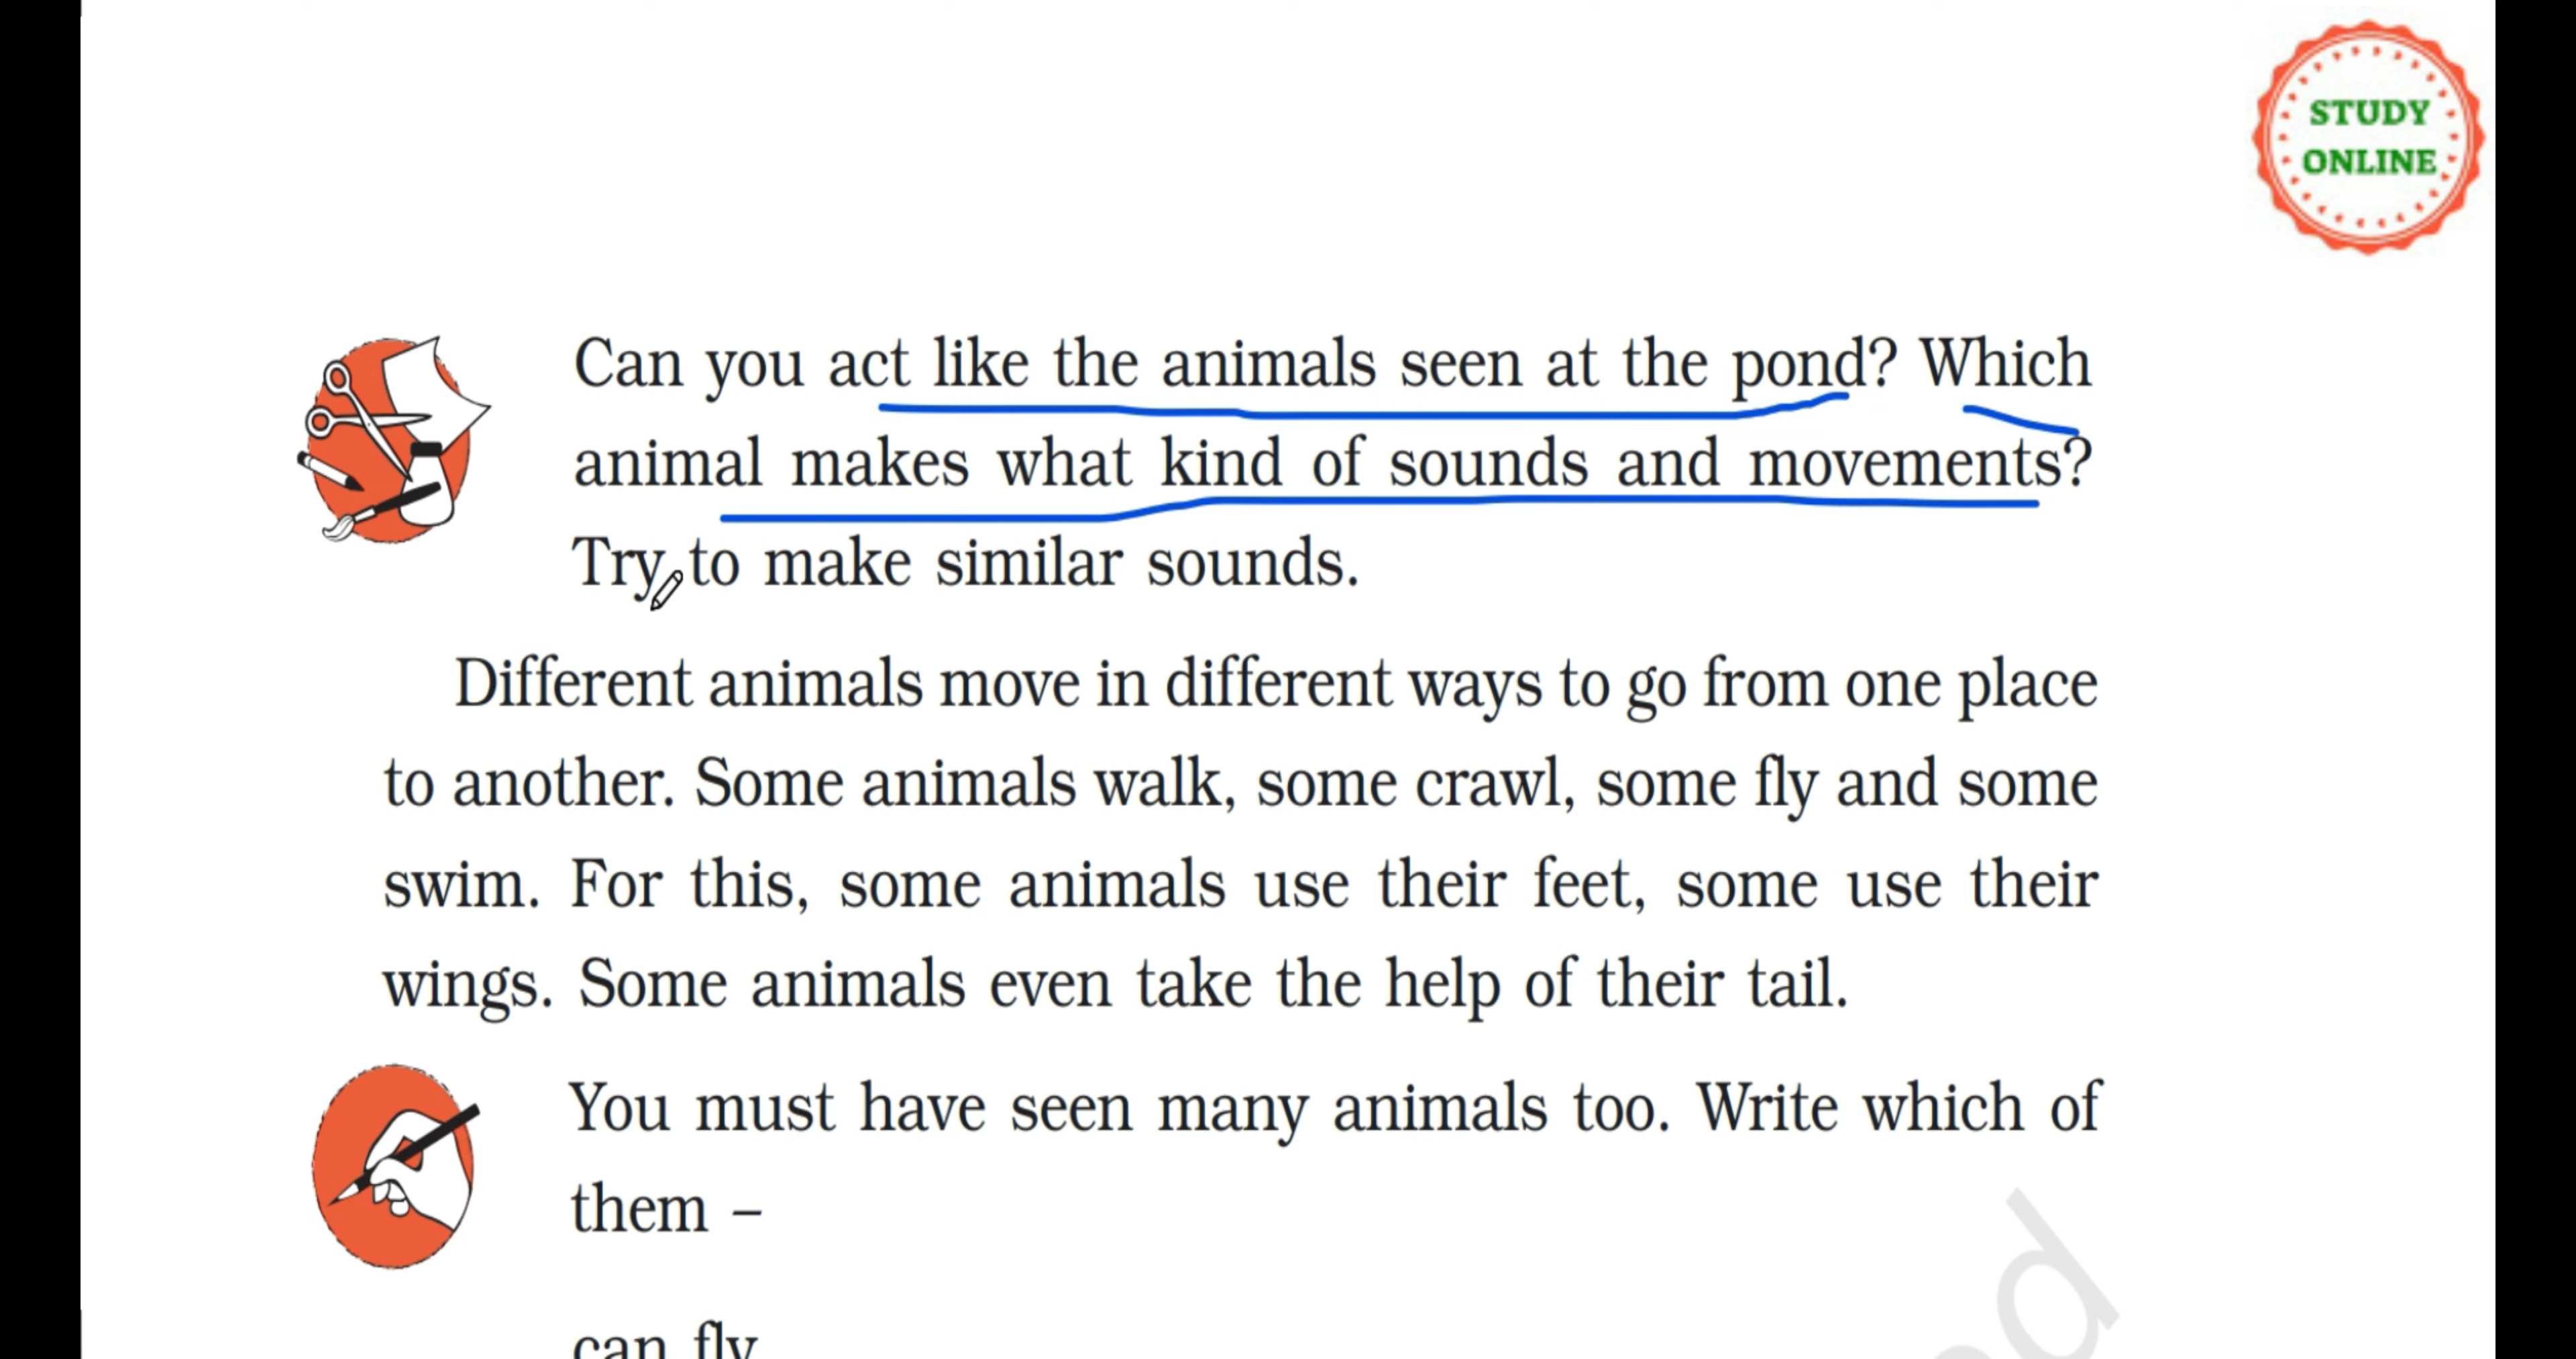 STUDY
ONLINE
Can you act like the animals seen at the pond? Which
animal makes what kind of sounds and movements?
Try to make similar sounds.
Different animals move in different ways to go from one place
to another. Some animals walk, some crawl, some fly and some
swim. For this, some animals use their feet, some use their
wings. Some animals even take the help of their tail.
You must have seen many animals too. Write which of
them –
can fly